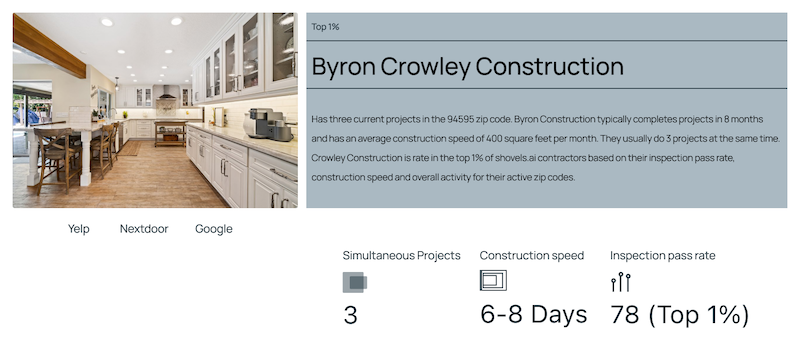 Top 1%
Byron Crowley Construction
Has three current projects in the 94595 zip code. Byron Construction typically completes projects in 8 months
and has an average construction speed of 400 square feet per month. They usually do 3 projects at the same time.
Crowley Construction is rate in the top 1% of shovels.ai contractors based on their inspection pass rate,
construction speed and overall activity for their active zip codes.
Yelp Nextdoor Google
Simultaneous Projects Construction speed Inspection pass rate
3 6-8 Days 78 (Top 1%)